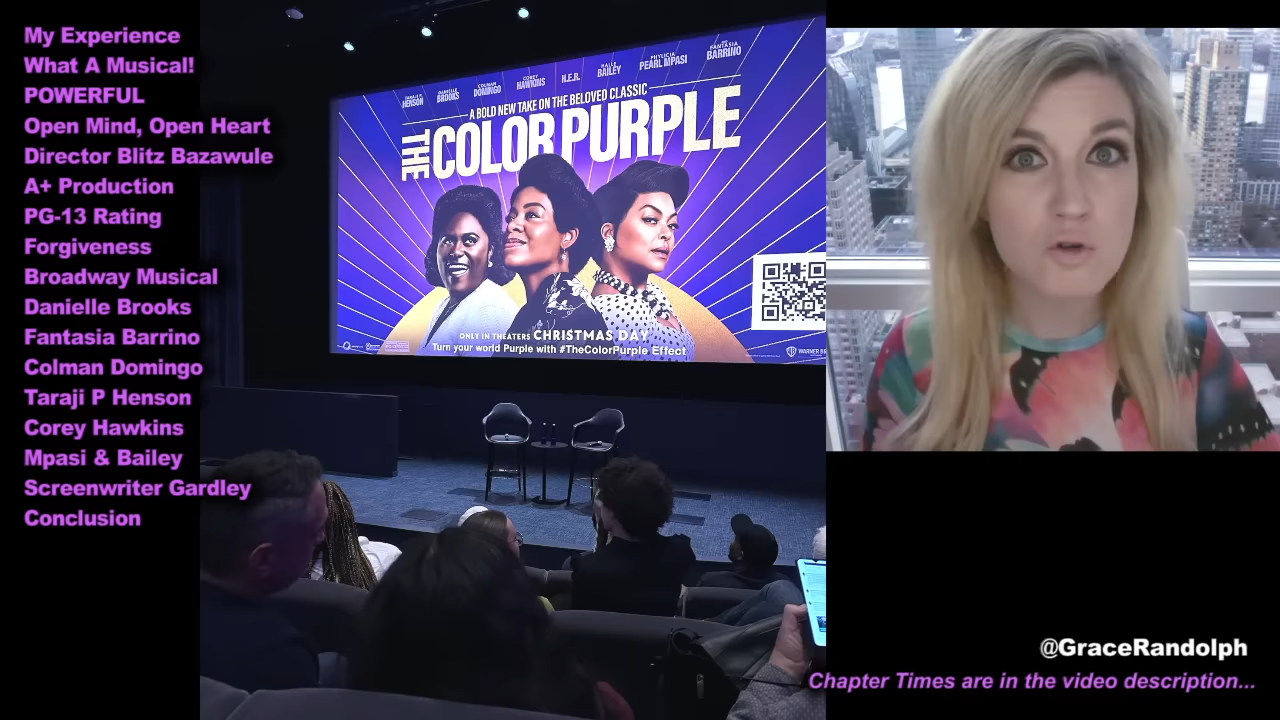 My Experience
What A Musical!
POWERFUL
Open Mind, Open Heart
Director Blitz Bazawule
A+ Production
PG-13 Rating
Forgiveness
Broadway Musical
Danielle Brooks
Fantasia Barrino
Colman Domingo
Taraji P Henson
Corey Hawkins
Mpasi & Bailey
Screenwriter Gardley
Conclusion
HENSON
DANIELLE BROOKS
COLMAN DOMINGO
COREY HAWKINS
H.E.R.
HALLE BAILEY
PHYLICIA PEARL MPASI
FANTASIA BARRINO
A BOLD NEW TAKE ON THE BELOVED CLASSIC
THE COLOR PURPLE
ONLY IN THEATERS CHRISTMAS DAY
Turn your world Purple with #TheColorPurple Effect
WARNER B
@GraceRandolph
Chapter Times are in the video description...